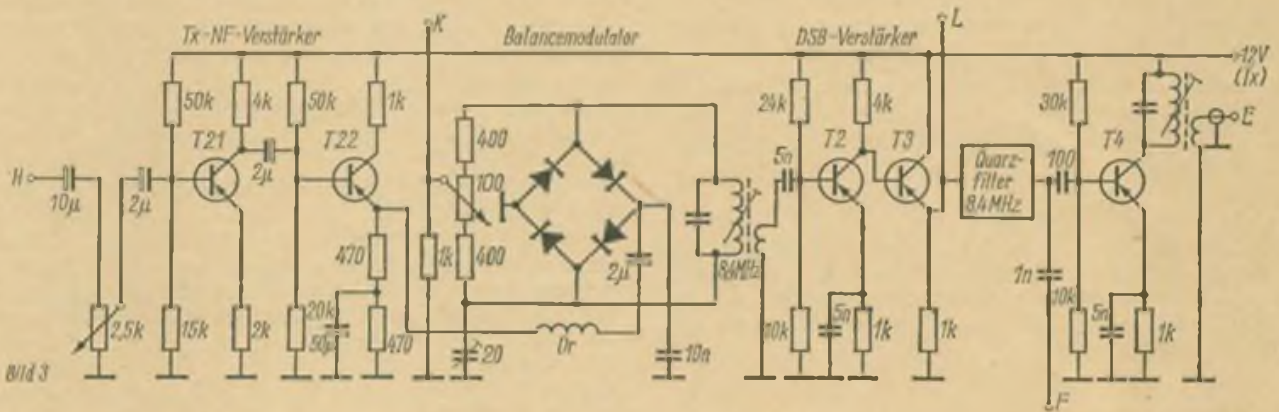 Tx-NF-Verstärker
K
Balancemodulator
DSB-Verstärker
L
-12V
(Tx)
50k
4k
50k
1k
400
24k
4k
30k
E
T21
T22
T2
T3
T4
5n
H
10µ
2µ
2µ
100
Quarz-
filter
8,4MHz
100
470
1k
400
2µ
8,4MHz
1n
2,5k
15k
2k
20k
50µ
470
Dr
20
10n
10k
5n
1k
1k
10k
5n
1k
Bild 3
F